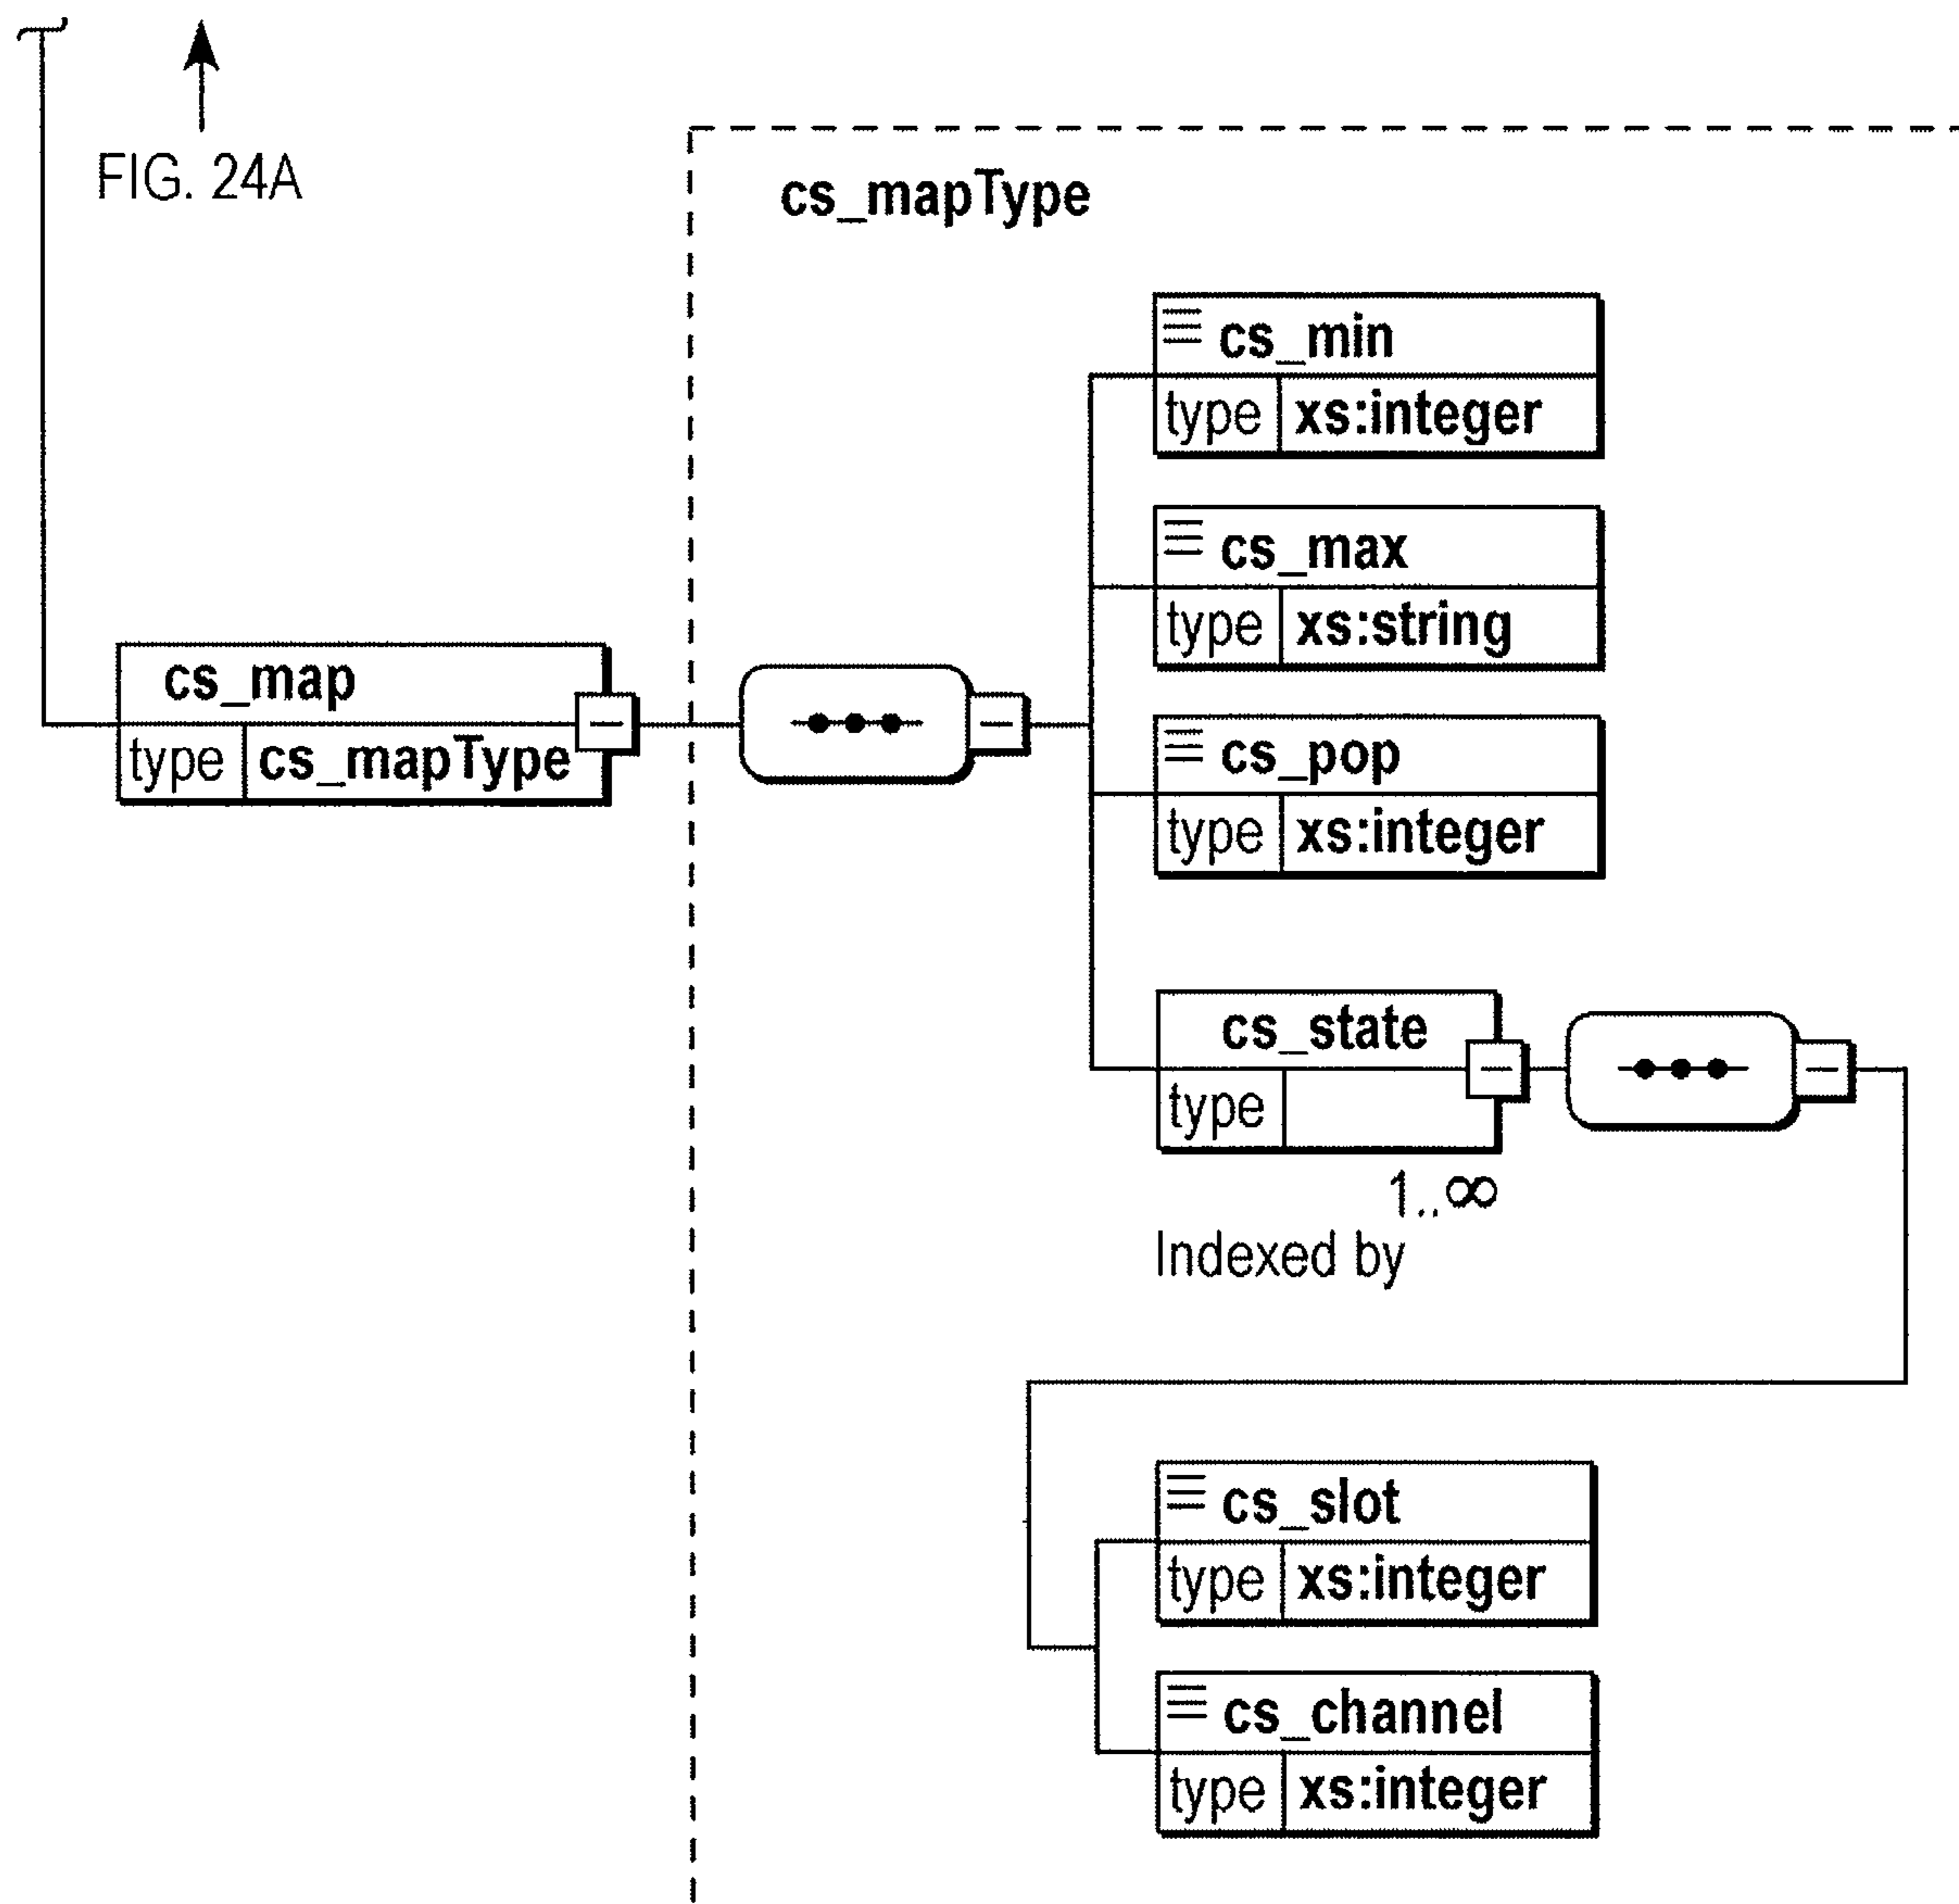 FIG. 24A
cs_mapType
cs_min
type xs:integer
cs_max
type xs:string
cs_map
type cs_mapType
cs_pop
type xs:integer
cs_state
type
1..∞
Indexed by
cs_slot
type xs:integer
cs_channel
type xs:integer